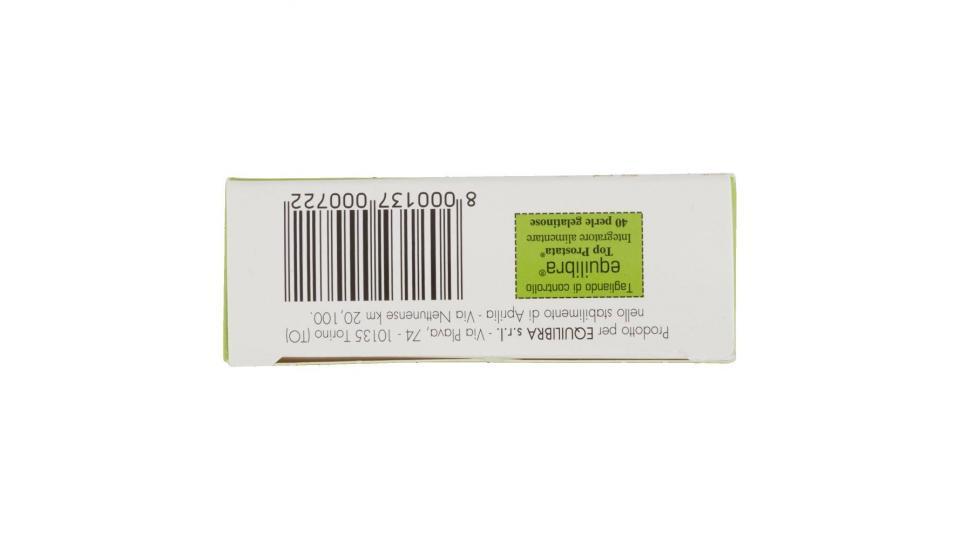 Prodotto per EQUILIBRA s.r.l. - Via Plava, 74 - 10135 Torino (TO)
nello stabilimento di Aprilia - Via Nettunense km 20,100.
Tagliando di controllo
equilibra®
Top Prostata®
Integratore alimentare
40 perle gelatinose
8 000137 000722